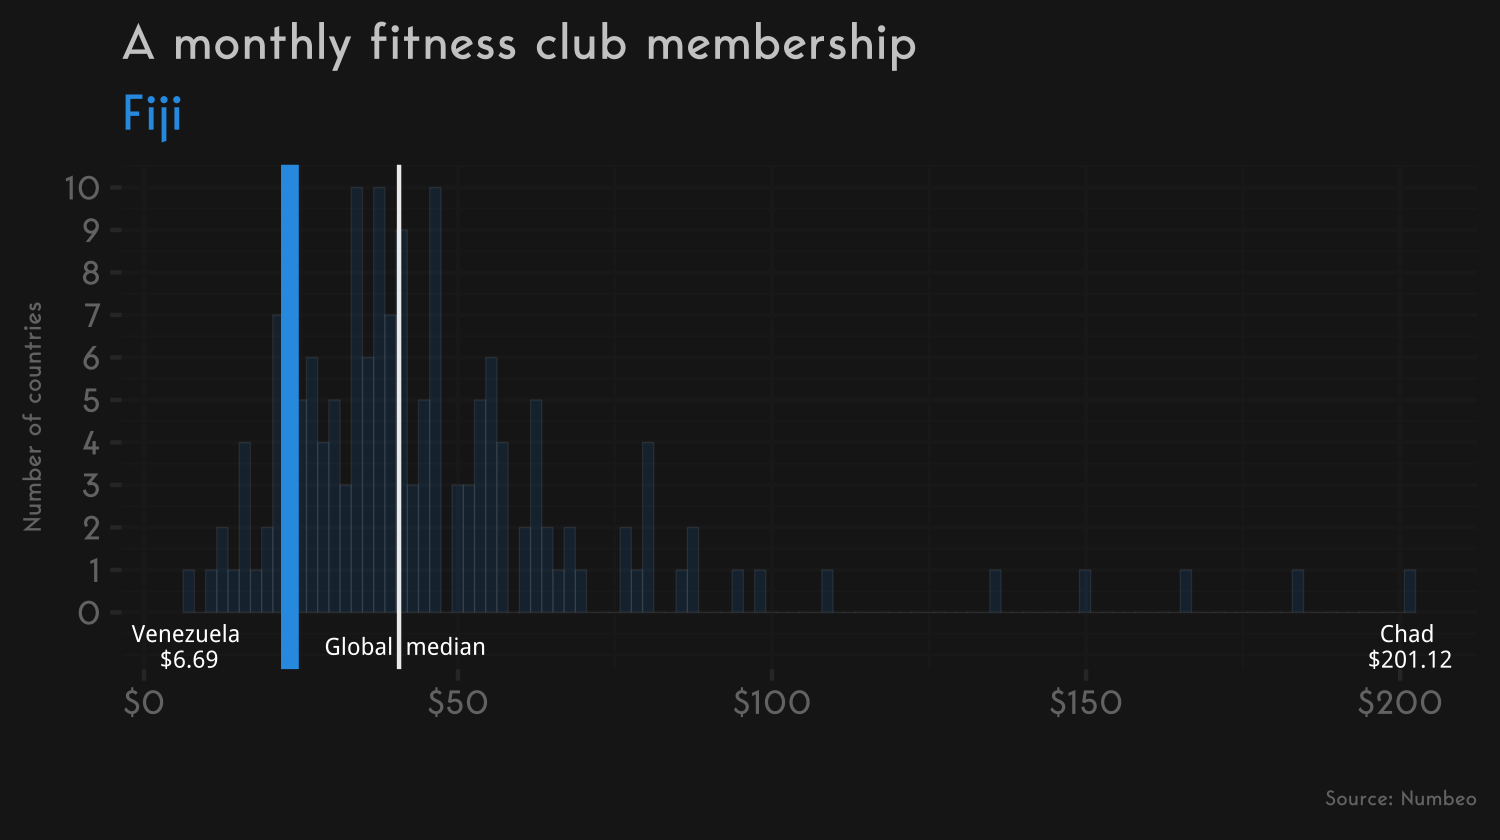 A monthly fitness club membership
Fiji
Number of countries
10
9
8
7
6
5
4
3
2
1
0
Venezuela
$6.69
Global median
Chad
$201.12
$0 $50 $100 $150 $200
Source: Numbeo